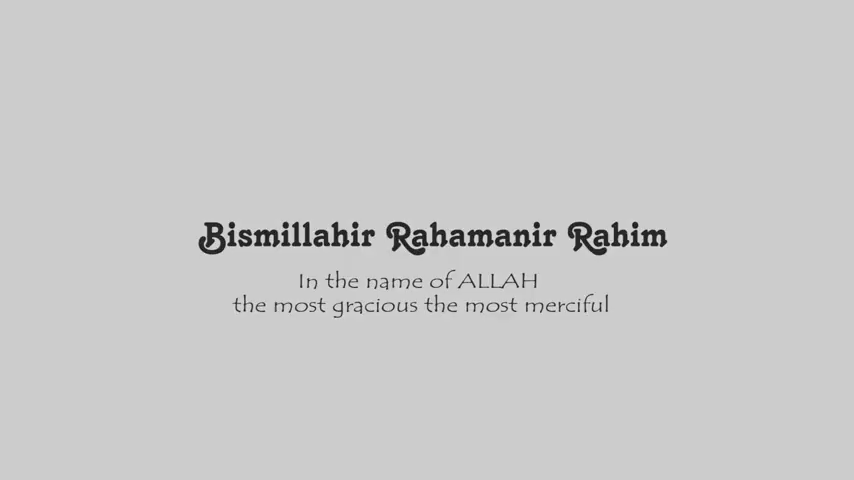 Bismillahir Rahamanir Rahim
In the name of ALLAH
the most gracious the most merciful